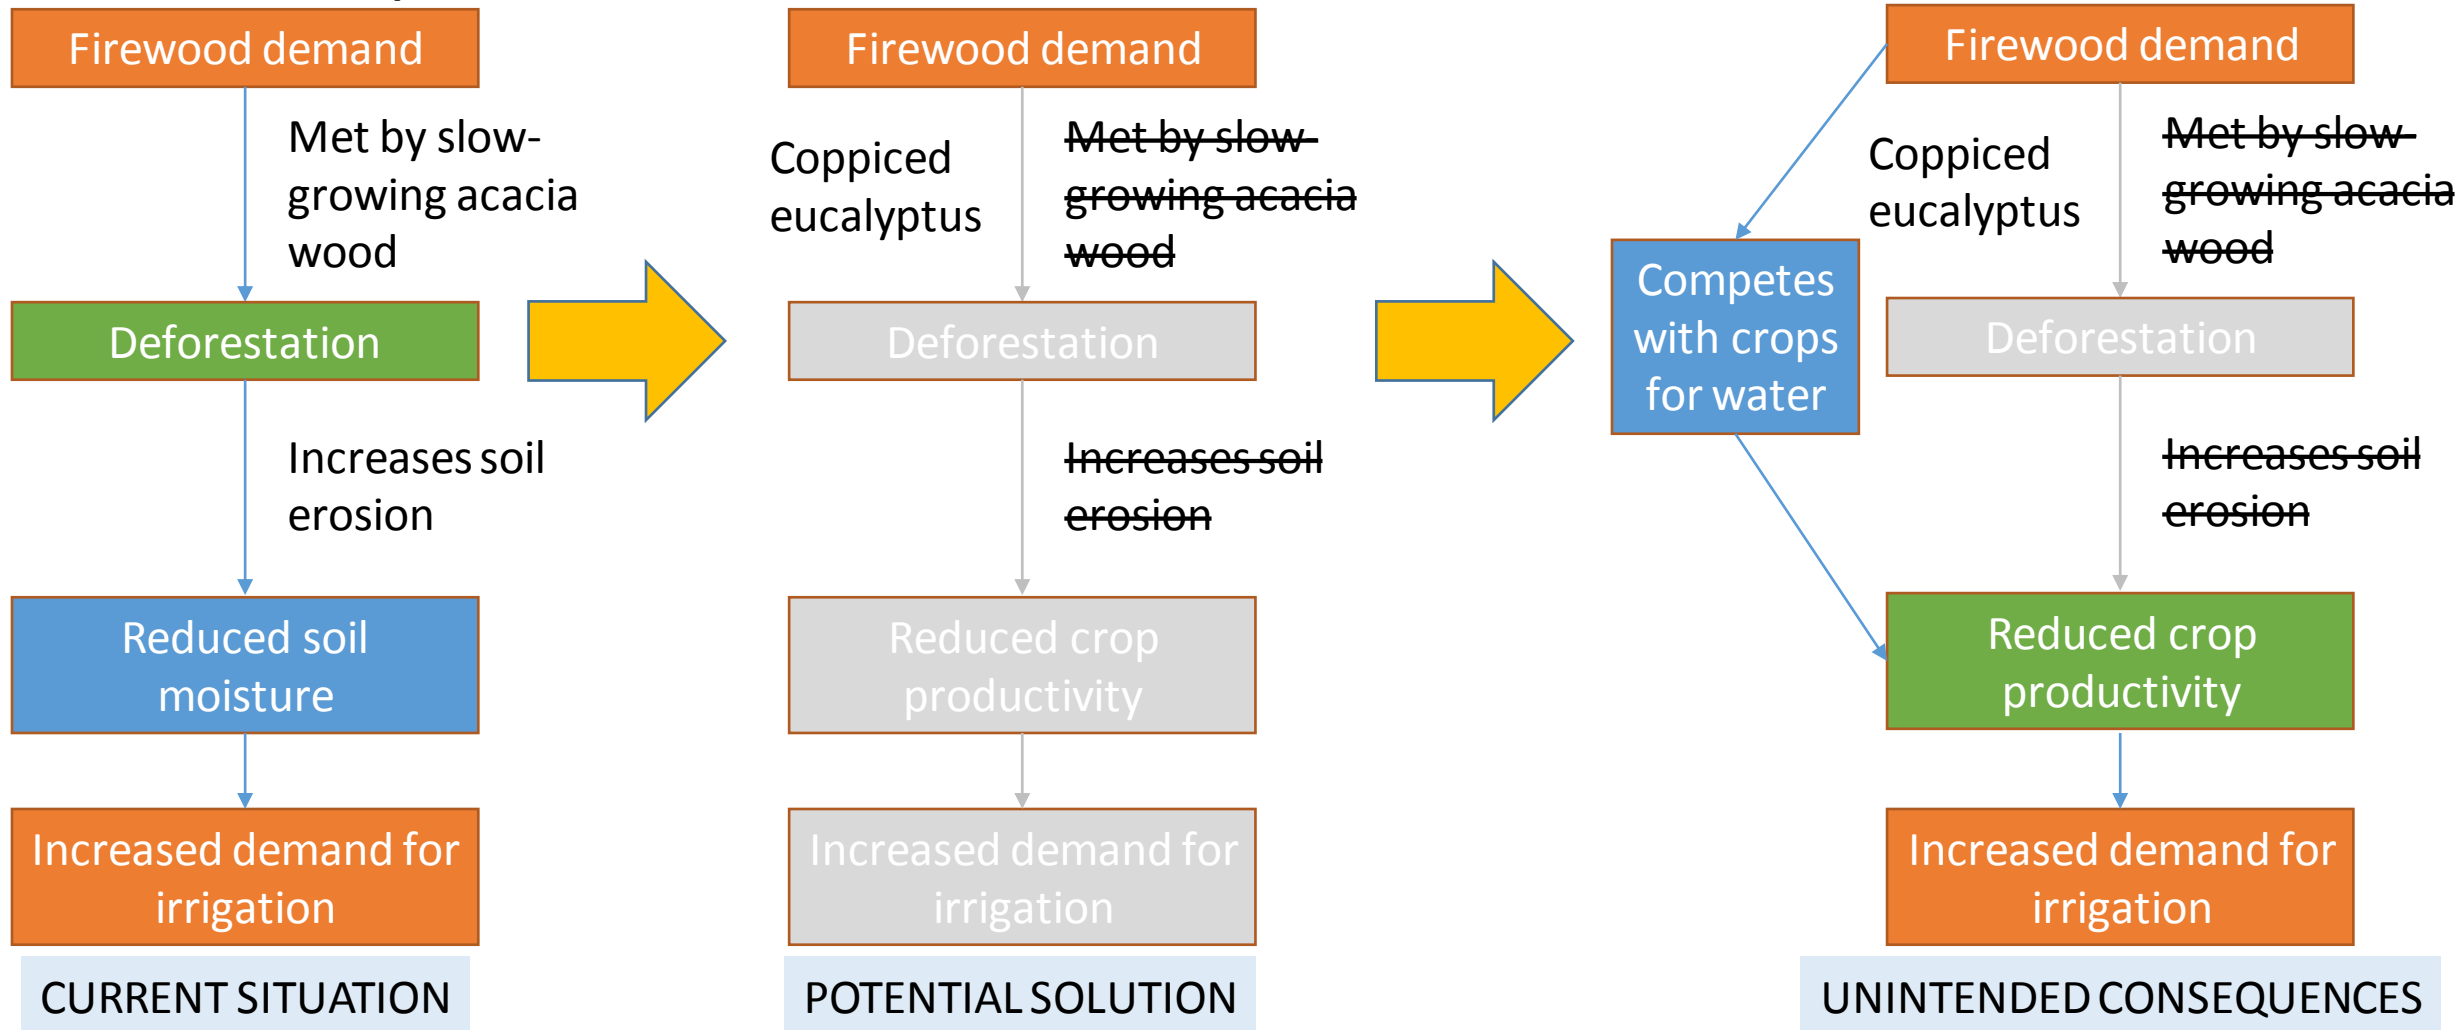 Firewood demand
Met by slow-
growing acacia
wood
Deforestation
Increases soil
erosion
Reduced soil
moisture
Increased demand for
irrigation
CURRENT SITUATION
Firewood demand
Coppiced
eucalyptus
Met by slow-
growing acacia
wood
Deforestation
Increases soil
erosion
Reduced crop
productivity
Increased demand for
irrigation
POTENTIAL SOLUTION
Firewood demand
Coppiced
eucalyptus
Met by slow-
growing acacia
wood
Competes
with crops
for water
Deforestation
Increases soil
erosion
Reduced crop
productivity
Increased demand for
irrigation
UNINTENDED CONSEQUENCES